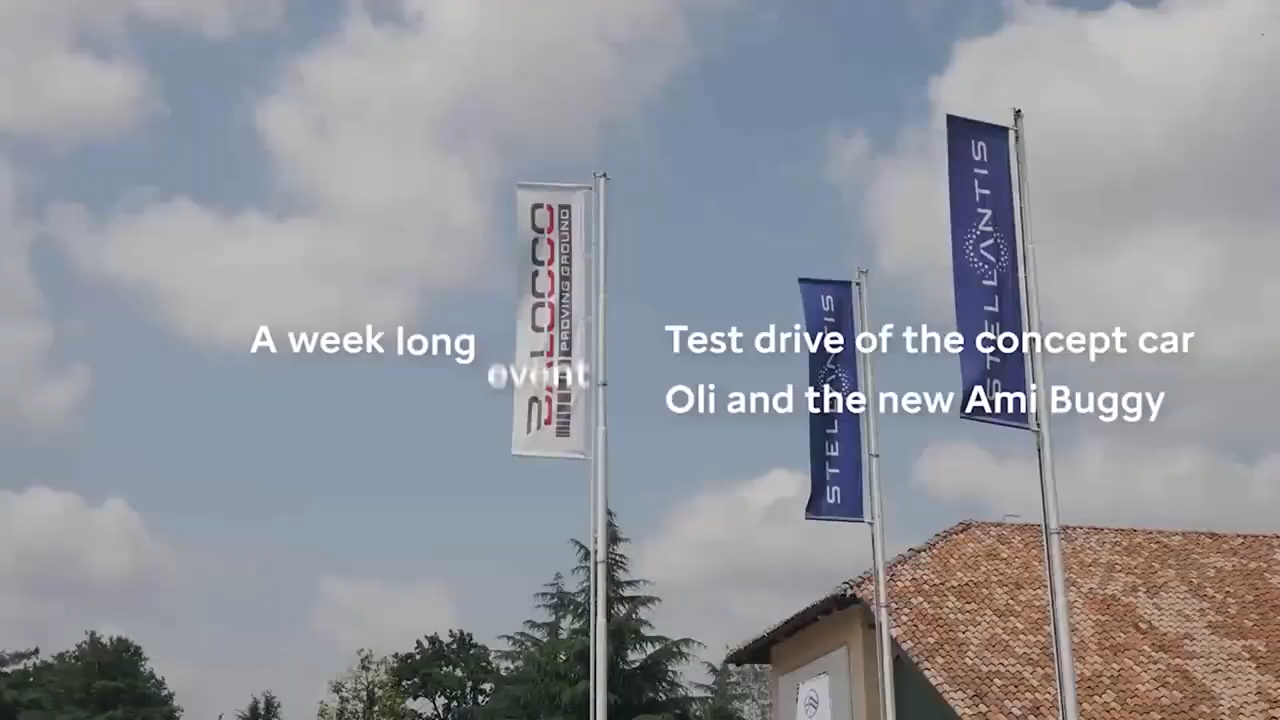 A week long
event
Test drive of the concept car
Oli and the new Ami Buggy
BALOCCO
PROVING GROUND
STELLANTIS
STELLANTIS